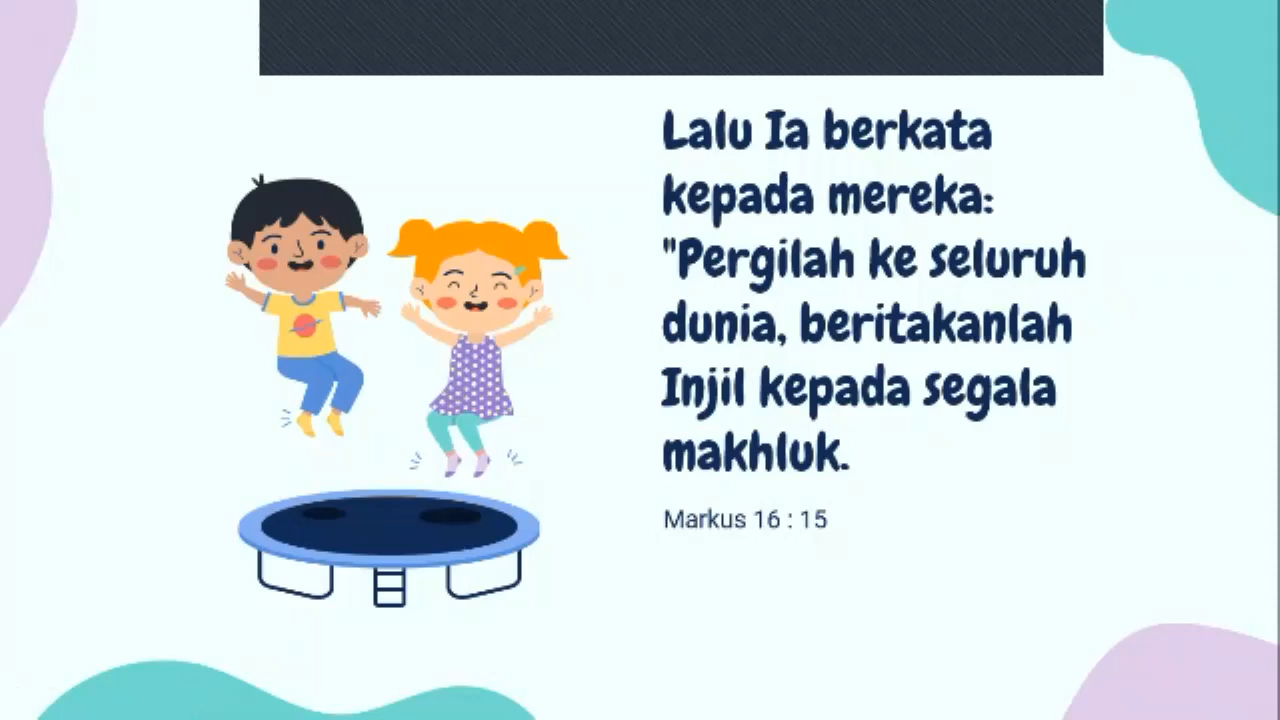 Lalu Ia berkata
kepada mereka:
"Pergilah ke seluruh
dunia, beritakanlah
Injil kepada segala
makhluk.
Markus 16 : 15